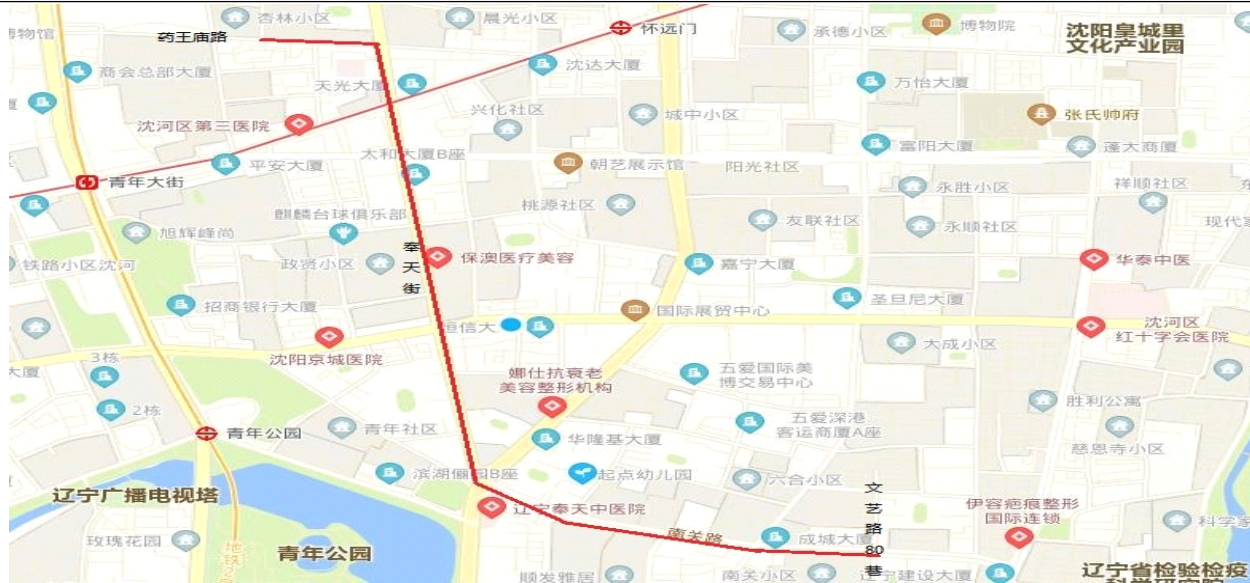 杏林小区
晨光小区
怀远门
承德小区
博物院
沈阳皇城里
文化产业园
博物馆
药王庙路
商会总部大厦
天光大厦
沈达大厦
万怡大厦
兴化社区
城中小区
张氏帅府
沈河区第三医院
太和大厦B座
平安大厦
朝艺展示馆
阳光社区
富阳大厦
蓬大商厦
青年大街
永胜小区
祥顺社区
麒麟台球俱乐部
桃源社区
友联社区
永顺小区
现代
旭辉峰尚
奉
天
街
铁路小区沈河
政贤小区
保澳医疗美容
嘉宁大厦
华泰中医
招商银行大厦
国际展贸中心
圣旦尼大厦
恒信大
沈河区
红十字会医院
沈阳京城医院
大成小区
3栋
大厦
娜仕抗衰老
美容整形机构
五爱国际美
博交易中心
2栋
胜利公寓
青年公园
青年社区
华隆基大厦
五爱深港
客运商厦A座
慈恩寺小区
辽宁广播电视塔
滨湖俪园B座
起点幼儿园
六合小区
文
艺
路
80
巷
伊容疤痕整形
国际连锁
辽宁奉天中医院
科学家
玫瑰花园
地铁2号
青年公园
南关路
成城大厦
顺发雅居
南关小区
辽宁建设大厦
辽宁省检验检疫
科学研究院